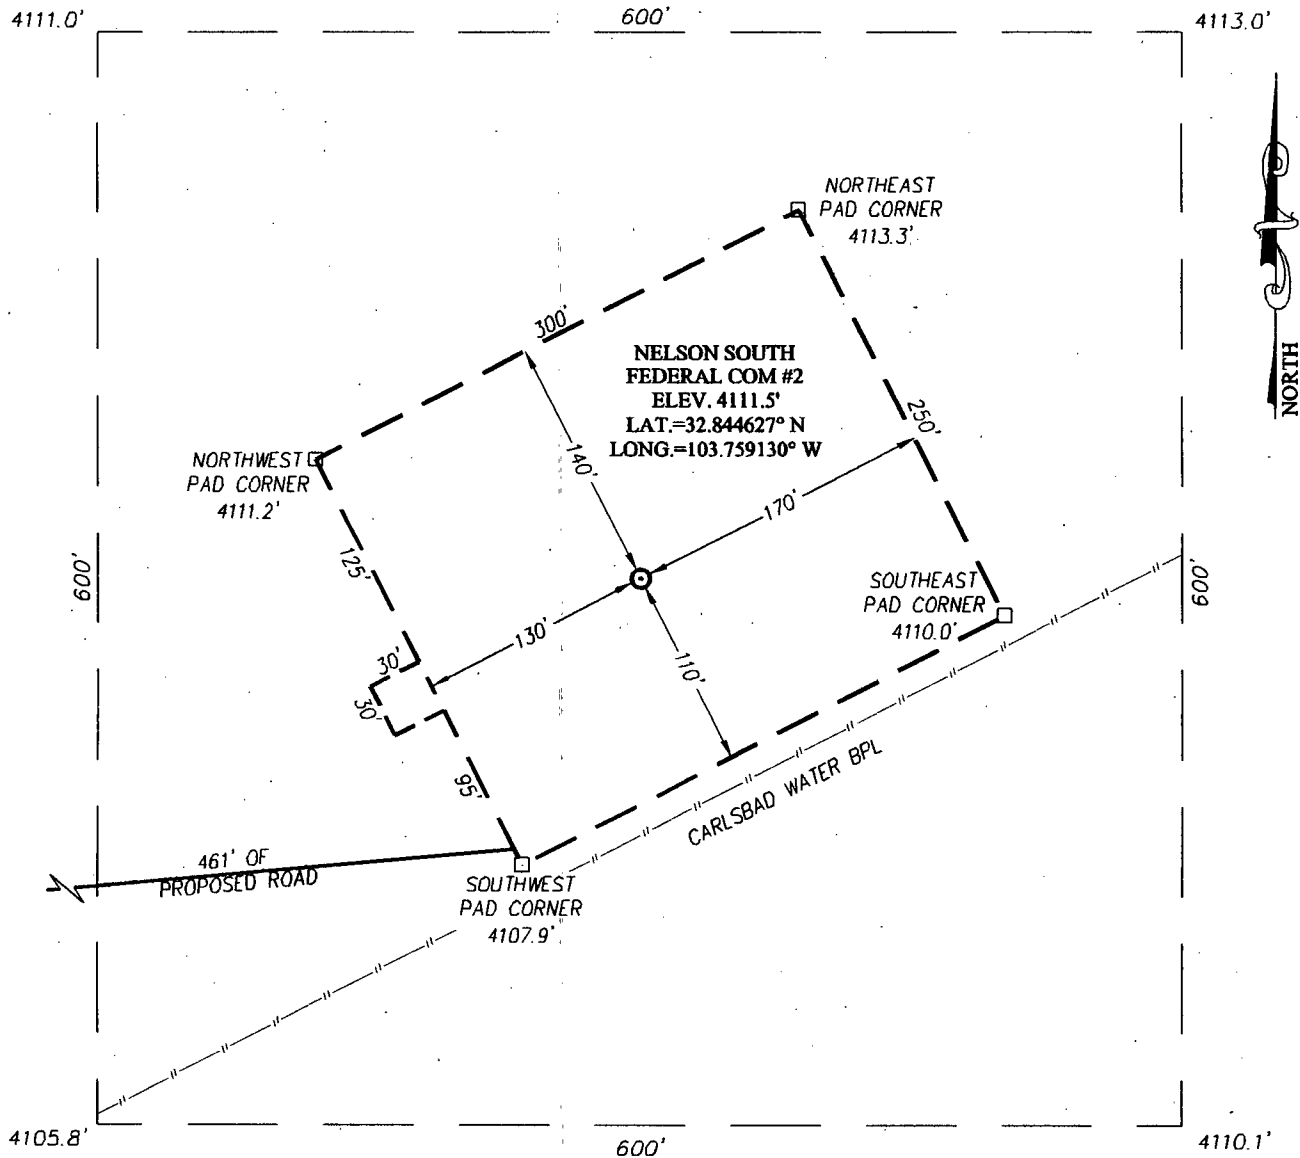 4111.0'
600'
4113.0'
NORTH
NORTHEAST
PAD CORNER
4113.3'
300'
NELSON SOUTH
FEDERAL COM #2
ELEV. 4111.5'
LAT.=32.844627° N
LONG.=103.759130° W
250'
140'
170'
NORTHWEST
PAD CORNER
4111.2'
125'
600'
600'
SOUTHEAST
PAD CORNER
4110.0'
130'
110'
30'
30'
95'
CARLSBAD WATER BPL
461' OF
PROPOSED ROAD
SOUTHWEST
PAD CORNER
4107.9'
4105.8'
600'
4110.1'